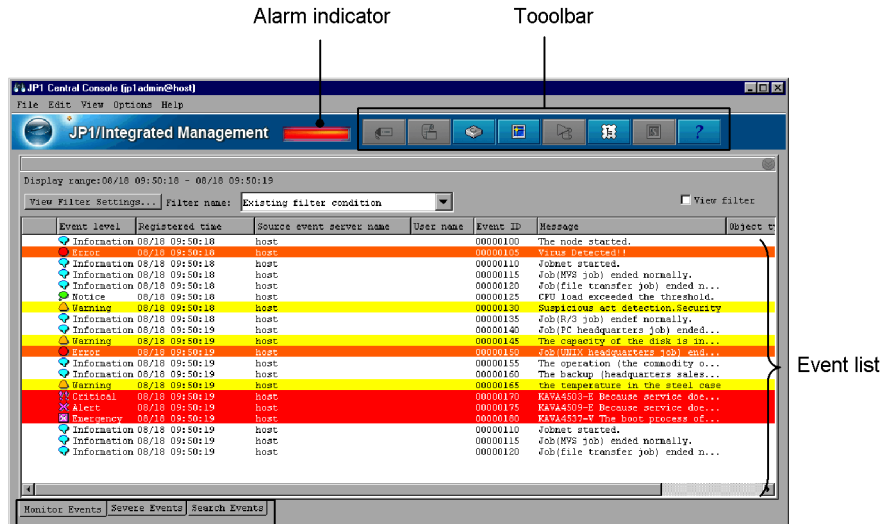 Alarm indicator
Tooolbar
JP1 Central Console (jp1admin@host)
File Edit View Options Help
JP1/Integrated Management
?
Display range:08/18 09:50:18 - 08/18 09:50:19
View Filter Settings... Filter name: Existing filter condition View filter
Event level Registered time Source event server name User name Event ID Message Object ty
Information 08/18 09:50:18 host 00000100 The node started.
Error 08/18 09:50:18 host 00000105 Virus Detected!!
Information 08/18 09:50:18 host 00000110 Jobnet started.
Information 08/18 09:50:18 host 00000115 Job(MVS job) ended normally.
Information 08/18 09:50:18 host 00000120 Job(file transfer job) ended n...
Notice 08/18 09:50:18 host 00000125 CPU load exceeded the threshold.
Warning 08/18 09:50:18 host 00000130 Suspicious act detection.Security
Information 08/18 09:50:18 host 00000135 Job(R/3 job) endef normally.
Information 08/18 09:50:19 host 00000140 Job(PC headquarters job) ended...
Warning 08/18 09:50:19 host 00000145 The capacity of the disk is in...
Error 08/18 09:50:19 host 00000150 Job(UNIX headquarters job) end...
Information 08/18 09:50:19 host 00000155 The operation (the commodity o...
Information 08/18 09:50:19 host 00000160 The backup (headquarters sales...
Warning 08/18 09:50:19 host 00000165 the temperature in the steel case
Critical 08/18 09:50:19 host 00000170 KAVA4503-E Because service doe...
Alert 08/18 09:50:19 host 00000175 KAVA4509-E Because service doe...
Emergency 08/18 09:50:19 host 00000180 KAVA4537-V The boot process of...
Information 08/18 09:50:19 host 00000110 Jobnet started.
Information 08/18 09:50:19 host 00000115 Job(MVS job) ended normally.
Information 08/18 09:50:19 host 00000120 Job(file transfer job) ended n...
Event list
Monitor Events Severe Events Search Events